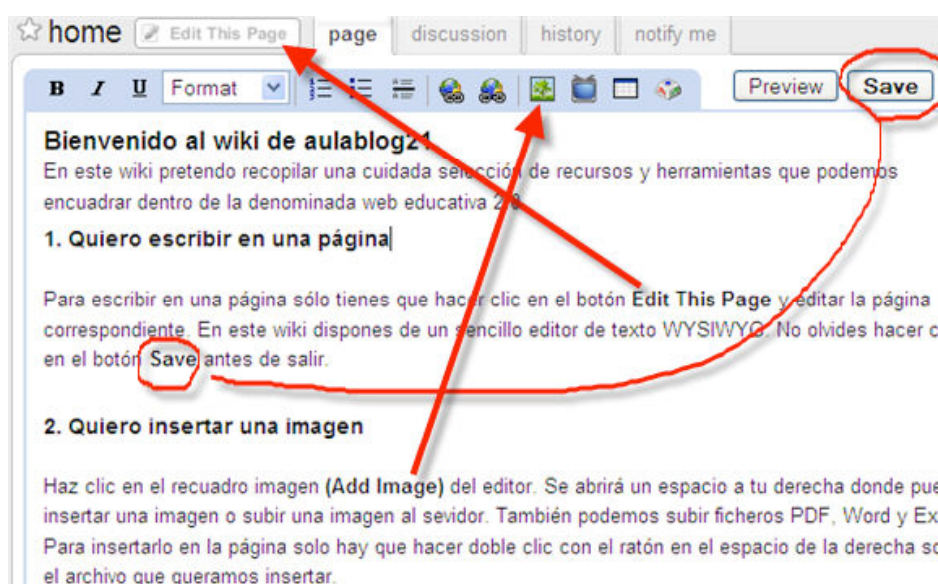 home Edit This Page page discussion history notify me
B I U Format Preview Save
Bienvenido al wiki de aulablog21
En este wiki pretendo recopilar una cuidada selección de recursos y herramientas que podemos
encuadrar dentro de la denominada web educativa 2.0
1. Quiero escribir en una página
Para escribir en una página sólo tienes que hacer clic en el botón Edit This Page y editar la página
correspondiente. En este wiki dispones de un sencillo editor de texto WYSIWYG. No olvides hacer c
en el botón Save antes de salir.
2. Quiero insertar una imagen
Haz clic en el recuadro imagen (Add Image) del editor. Se abrirá un espacio a tu derecha donde pue
insertar una imagen o subir una imagen al sevidor. También podemos subir ficheros PDF, Word y Ex
Para insertarlo en la página solo hay que hacer doble clic con el ratón en el espacio de la derecha so
el archivo que queramos insertar.